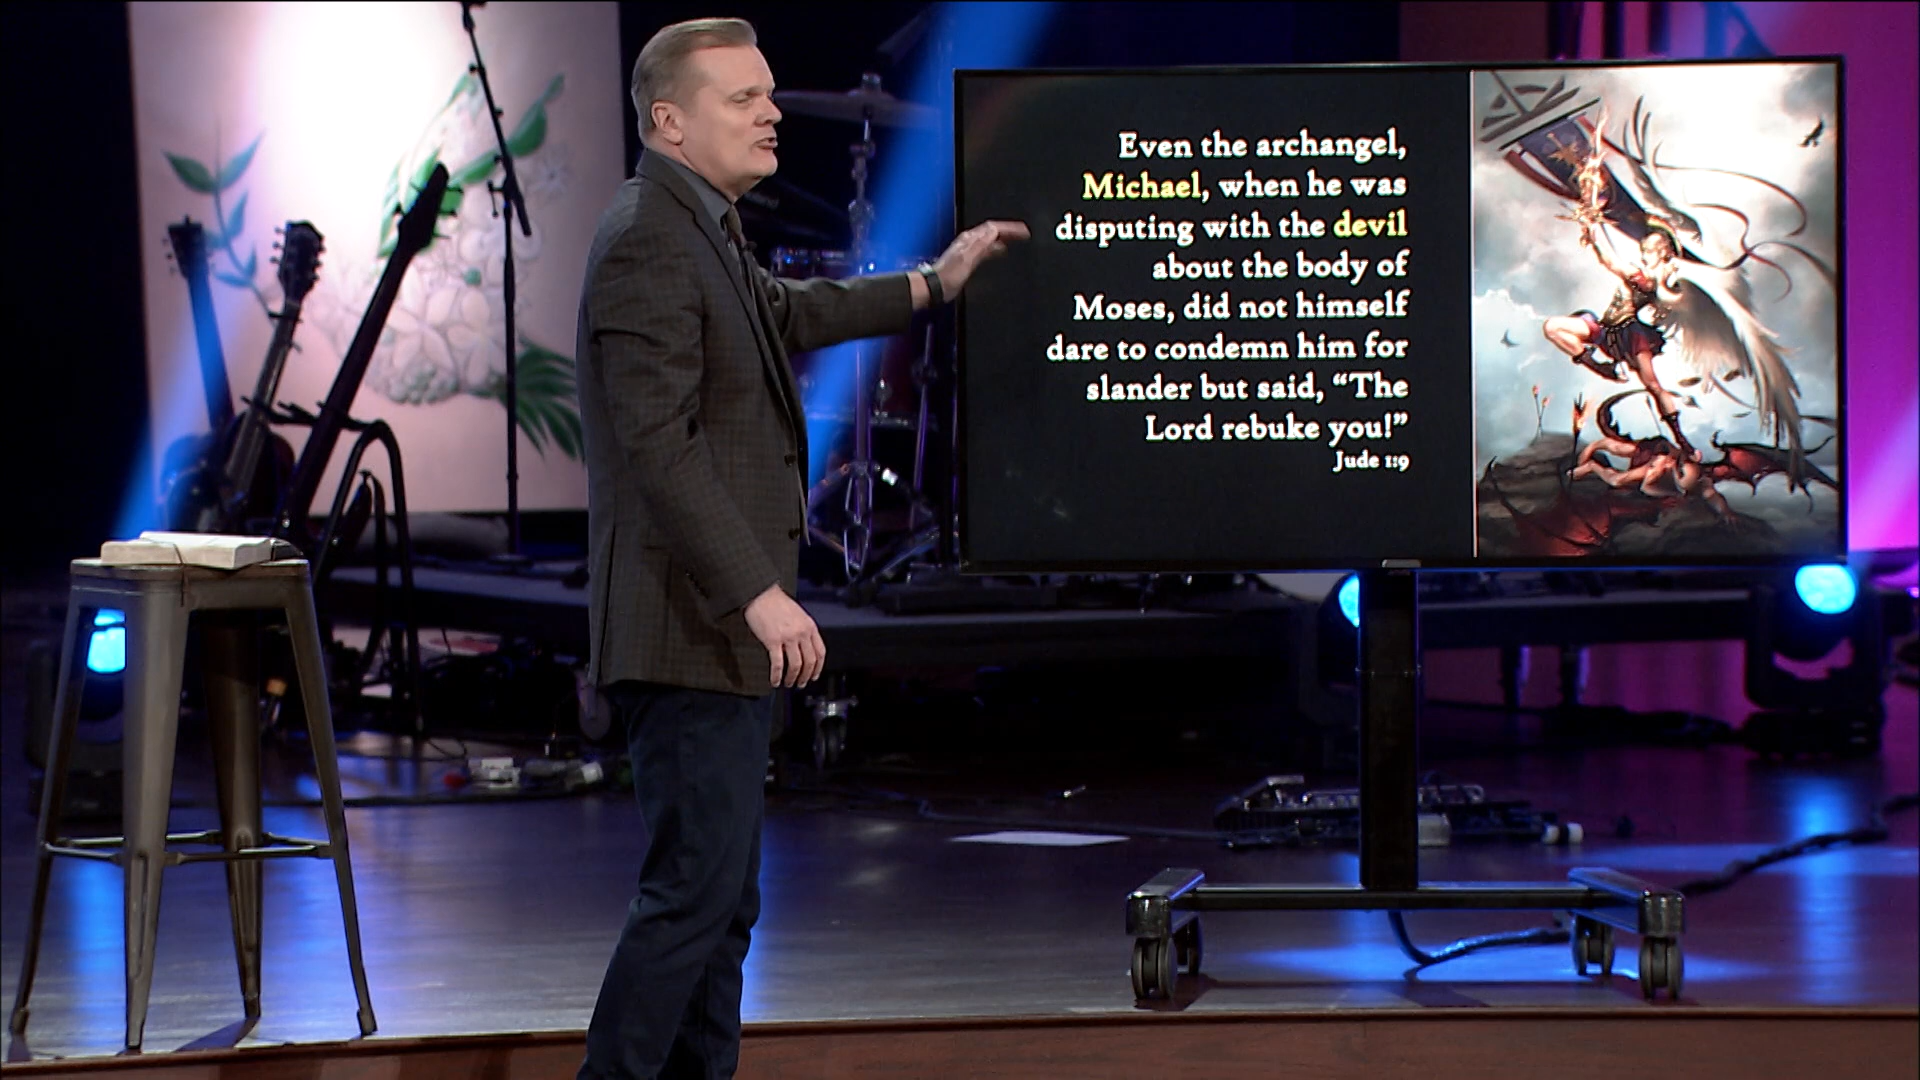 Even the archangel,
Michael, when he was
disputing with the devil
about the body of
Moses, did not himself
dare to condemn him for
slander but said, “The
Lord rebuke you!”
Jude 1:9